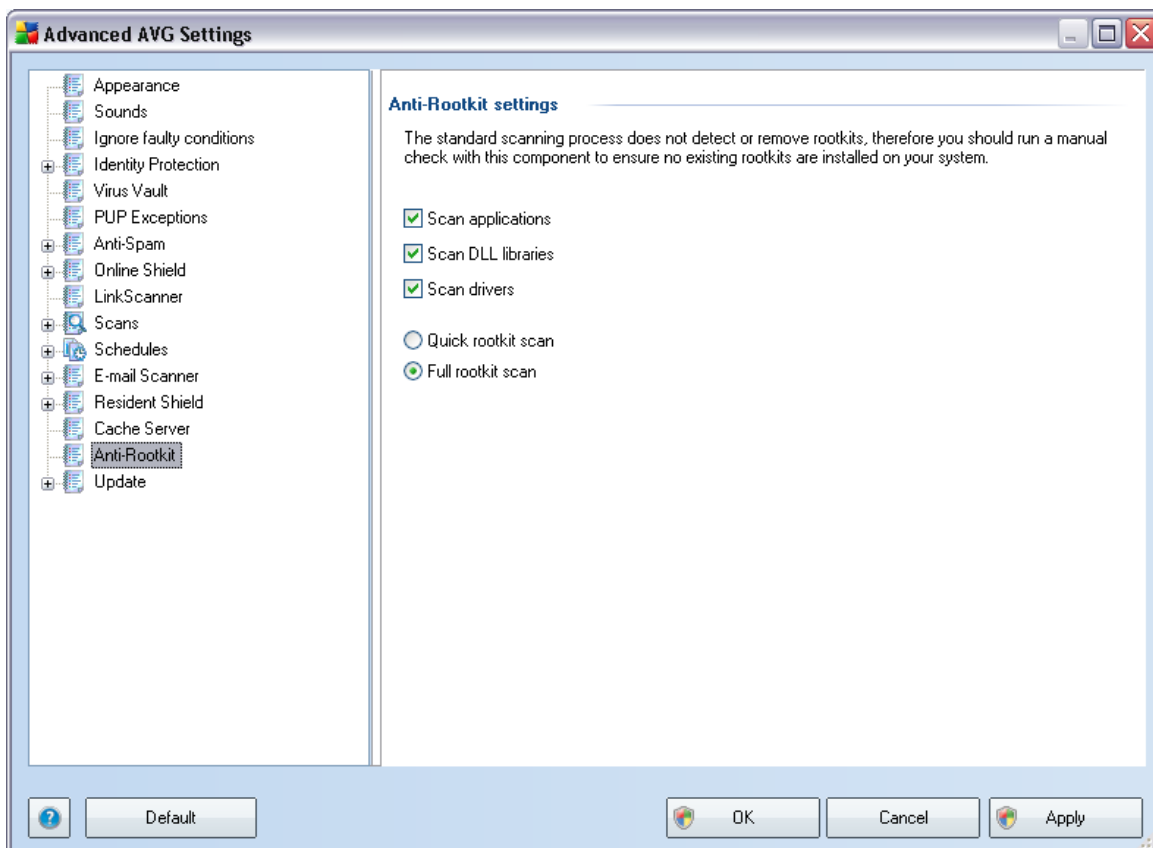 Advanced AVG Settings
Appearance
Sounds
Ignore faulty conditions
Identity Protection
Virus Vault
PUP Exceptions
Anti-Spam
Online Shield
LinkScanner
Scans
Schedules
E-mail Scanner
Resident Shield
Cache Server
Anti-Rootkit
Update
Anti-Rootkit settings
The standard scanning process does not detect or remove rootkits, therefore you should run a manual
check with this component to ensure no existing rootkits are installed on your system.
Scan applications
Scan DLL libraries
Scan drivers
Quick rootkit scan
Full rootkit scan
?
Default
OK
Cancel
Apply